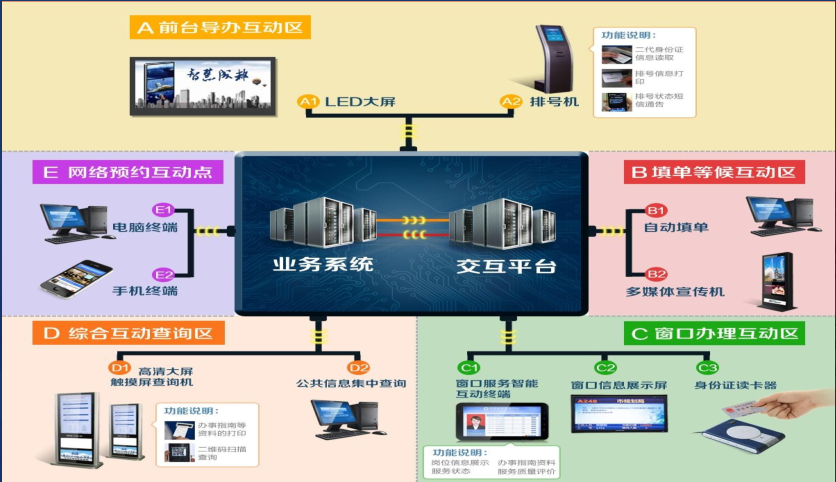 A 前台导办互动区
智慧成都
A1 LED大屏
A2 排号机
功能说明：
二代身份证
信息读取
排号信息打
印
排号状态短
信通告
E 网络预约互动点
E1
电脑终端
E2
手机终端
业务系统
交互平台
B 填单等候互动区
B1
自动填单
B2
多媒体宣传机
D 综合互动查询区
D1 高清大屏
触摸屏查询机
D2
公共信息集中查询
功能说明：
办事指南等
资料的打印
二维码扫描
查询
C 窗口办理互动区
C1
窗口服务智能
互动终端
C2
窗口信息展示屏
C3
身份证读卡器
市规划局
功能说明：
岗位信息展示 办事指南资料
服务状态 服务质量评价